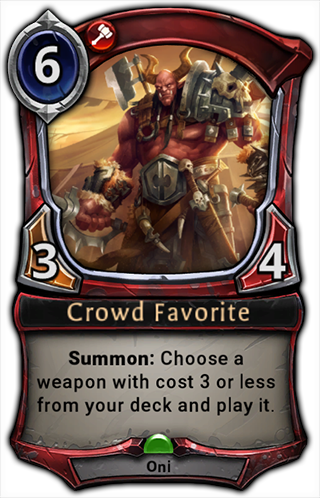 6
3
4
Crowd Favorite
Summon: Choose a
weapon with cost 3 or less
from your deck and play it.
Oni